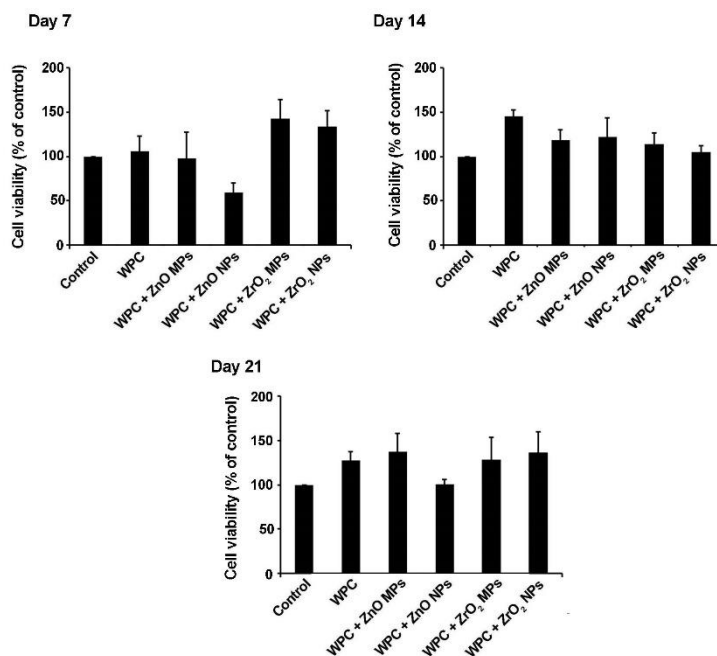 Day 7
Cell viability (% of control)
200
150
100
50
0
Control
WPC
WPC + ZnO MPs
WPC + ZnO NPs
WPC + ZrO₂ MPs
WPC + ZrO₂ NPs
Day 14
Cell viability (% of control)
200
150
100
50
0
Control
WPC
WPC + ZnO MPs
WPC + ZnO NPs
WPC + ZrO₂ MPs
WPC + ZrO₂ NPs
Day 21
Cell viability (% of control)
200
150
100
50
0
Control
WPC
WPC + ZnO MPs
WPC + ZnO NPs
WPC + ZrO₂ MPs
WPC + ZrO₂ NPs